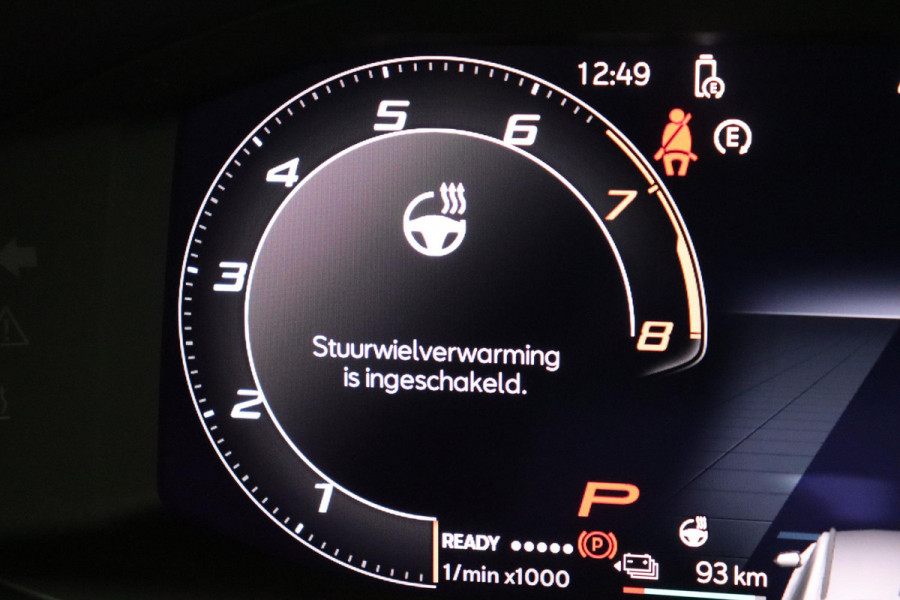 12:49
E
E
5
6
4
7
3
8
Stuurwielverwarming
is ingeschakeld.
2
1
P
READY
P
1/min x1000
93 km